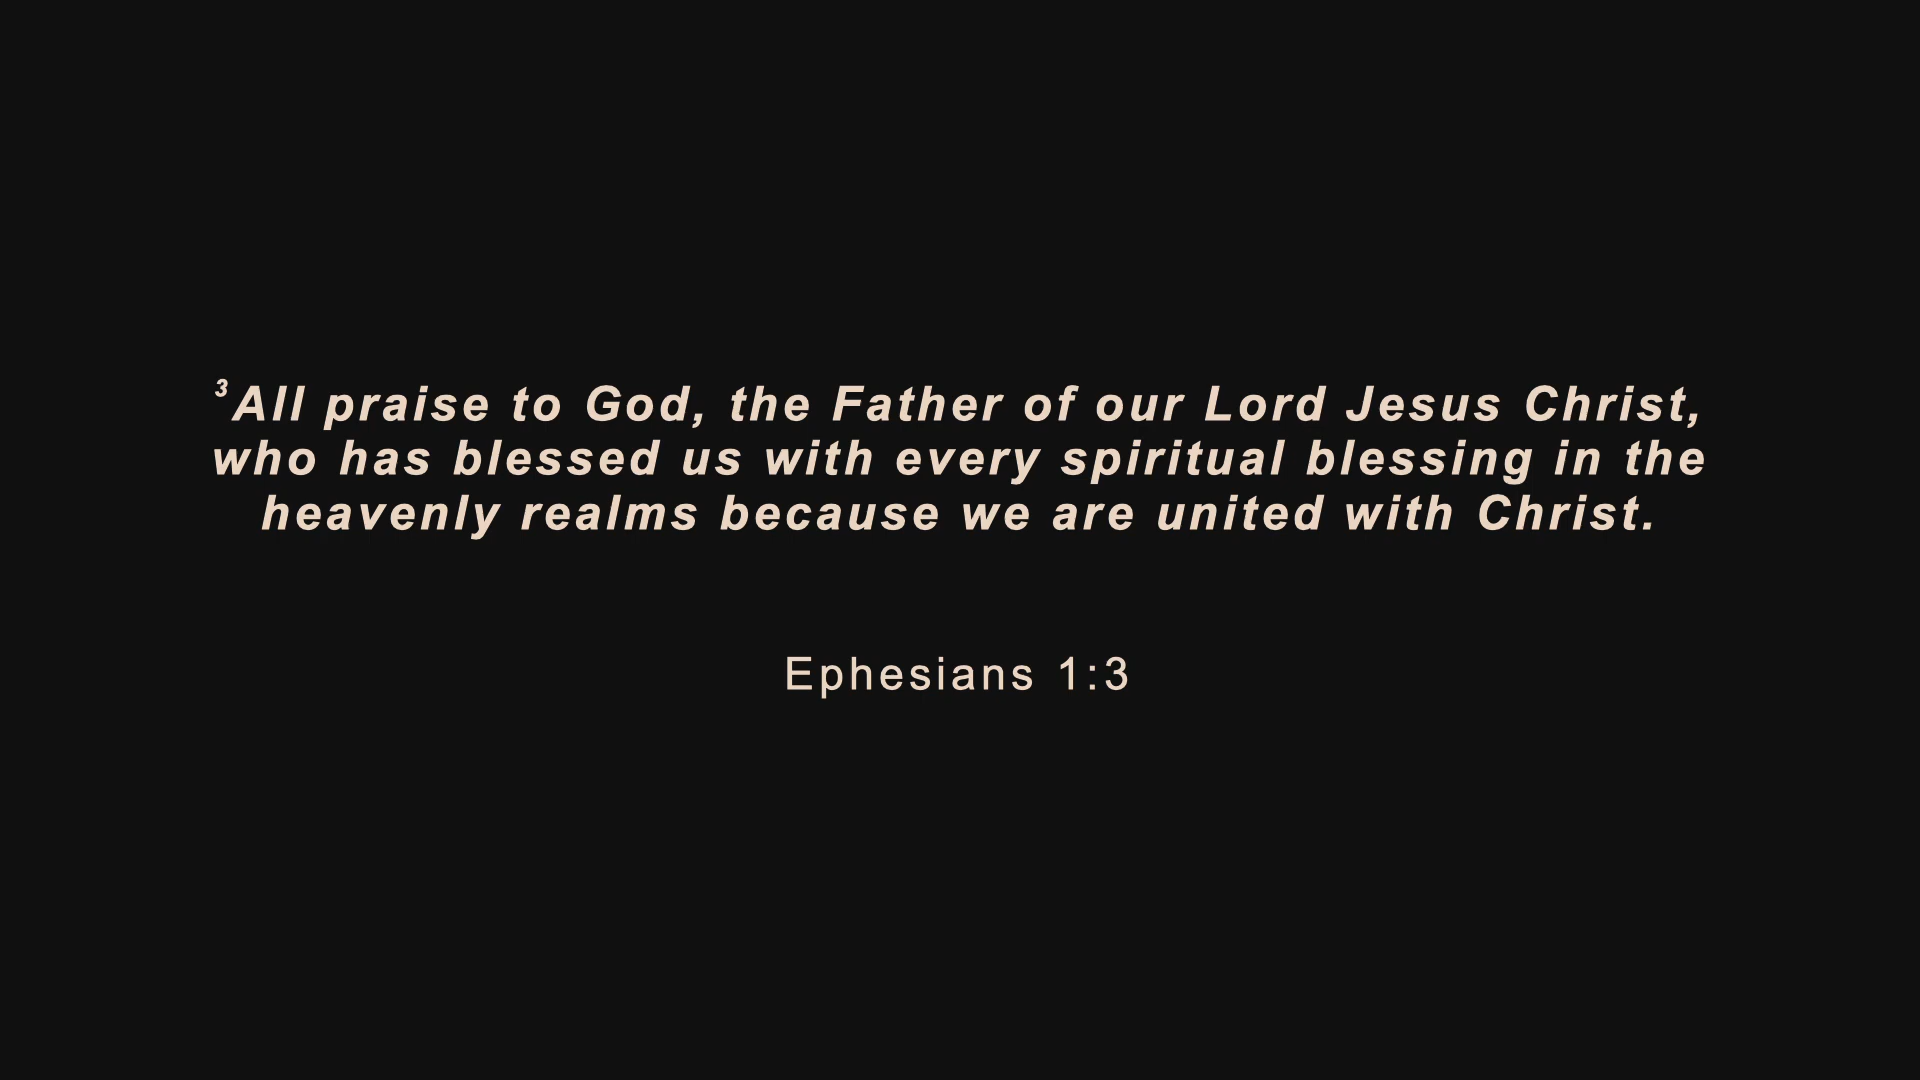 ³All praise to God, the Father of our Lord Jesus Christ,
who has blessed us with every spiritual blessing in the
heavenly realms because we are united with Christ.
Ephesians 1:3